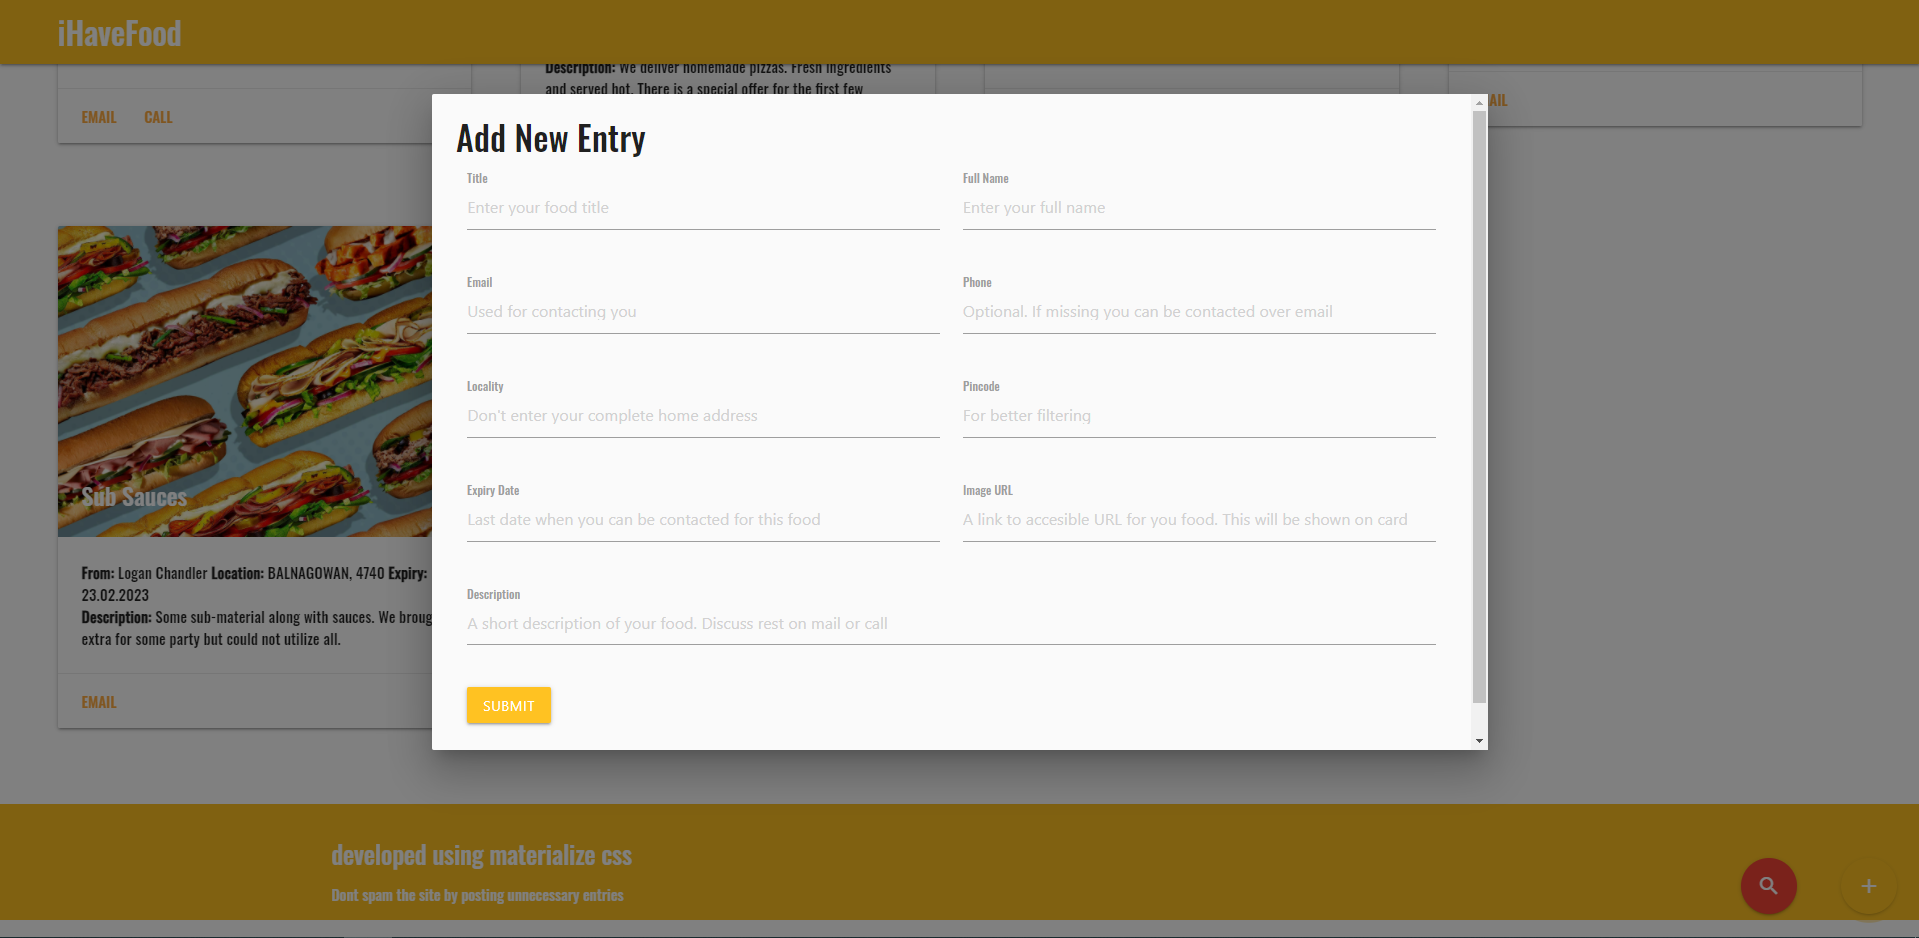 iHaveFood
Description: We deliver homemade pizzas. Fresh ingredients
and served hot. There is a special offer for the first few
EMAIL CALL
AIL
Add New Entry
Title
Enter your food title
Full Name
Enter your full name
Email
Used for contacting you
Phone
Optional. If missing you can be contacted over email
Locality
Don't enter your complete home address
Pincode
For better filtering
Expiry Date
Last date when you can be contacted for this food
Image URL
A link to accesible URL for you food. This will be shown on card
Description
A short description of your food. Discuss rest on mail or call
SUBMIT
Sub Sauces
From: Logan Chandler Location: BALNAGOWAN, 4740 Expiry:
23.02.2023
Description: Some sub-material along with sauces. We broug
extra for some party but could not utilize all.
EMAIL
developed using materialize css
Dont spam the site by posting unnecessary entries